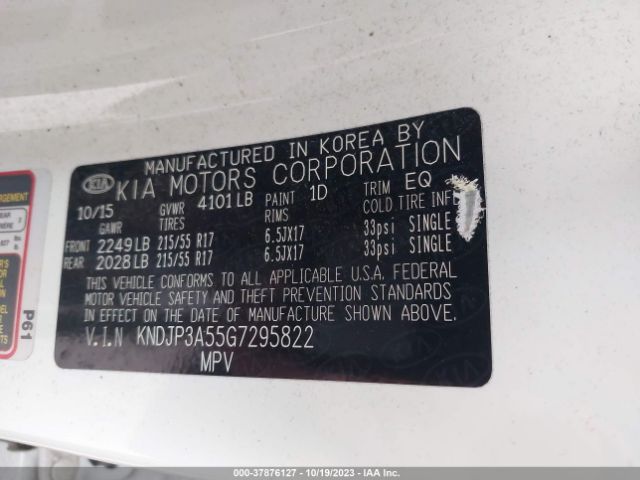 MANUFACTURED IN KOREA BY
KIA KIA MOTORS CORPORATION
10/15 GVWR 4101 LB PAINT 1D TRIM EQ
GAWR TIRES RIMS COLD TIRE INF
FRONT 2249 LB 215/55 R17 6.5JX17 33psi SINGLE
REAR 2028 LB 215/55 R17 6.5JX17 33psi SINGLE
THIS VEHICLE CONFORMS TO ALL APPLICABLE U.S.A. FEDERAL
MOTOR VEHICLE SAFETY AND THEFT PREVENTION STANDARDS
IN EFFECT ON THE DATE OF MANUFACTURE SHOWN ABOVE.
V.I.N KNDJP3A55G7295822
MPV
P61
230-37876127 - 10/19/2023 - IAA Inc.